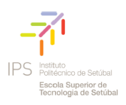 IPS Instituto
Politécnico de Setúbal
Escola Superior de
Tecnologia de Setúbal